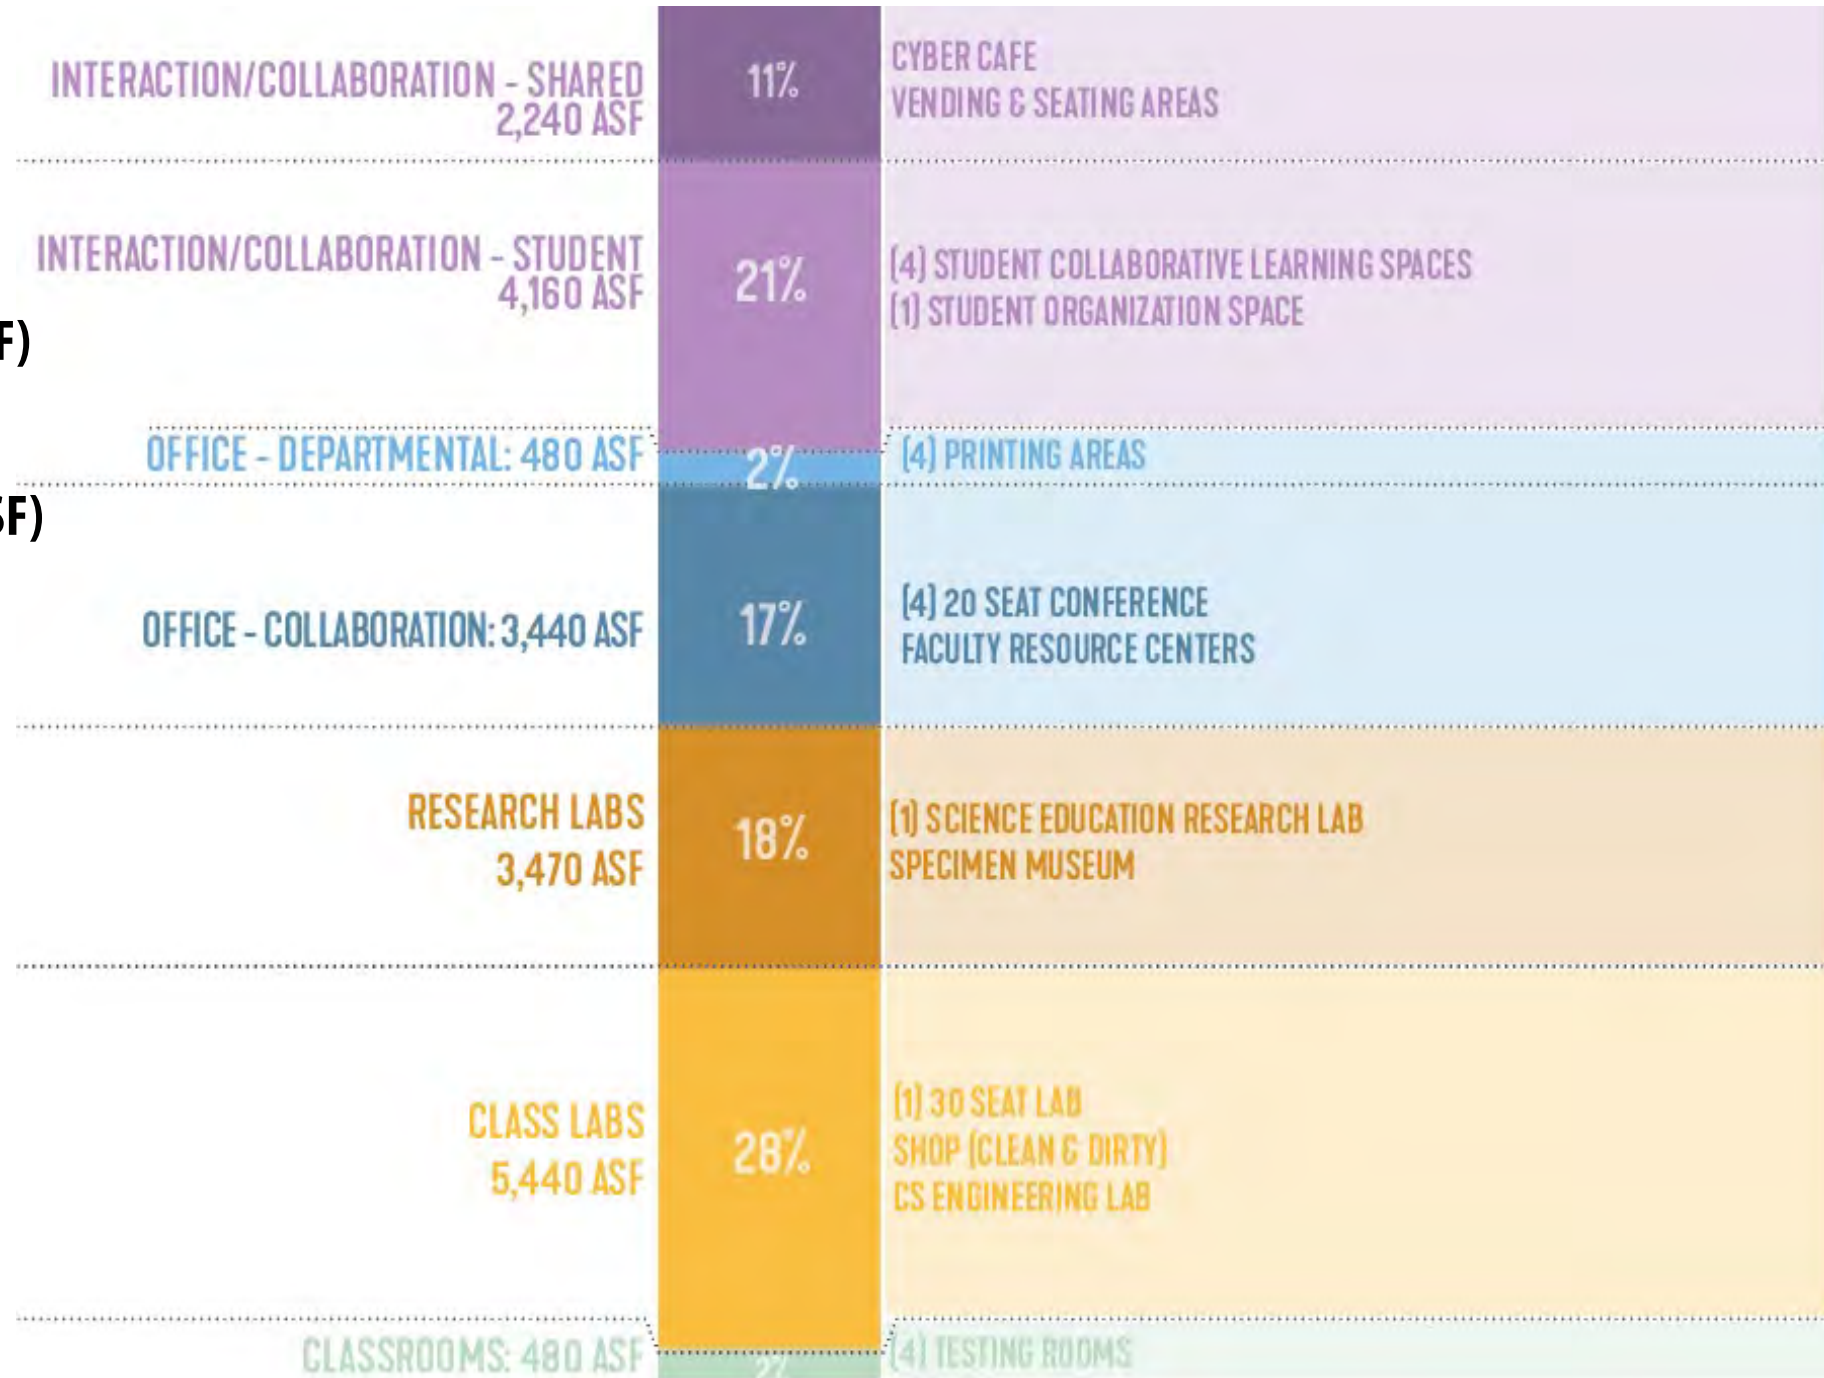 INTERACTION/COLLABORATION - SHARED
2,240 ASF
11%
CYBER CAFE
VENDING & SEATING AREAS
INTERACTION/COLLABORATION - STUDENT
4,160 ASF
21%
(4) STUDENT COLLABORATIVE LEARNING SPACES
(1) STUDENT ORGANIZATION SPACE
F)
OFFICE - DEPARTMENTAL: 480 ASF
2%
(4) PRINTING AREAS
SF)
OFFICE - COLLABORATION: 3,440 ASF
17%
(4) 20 SEAT CONFERENCE
FACULTY RESOURCE CENTERS
RESEARCH LABS
3,470 ASF
18%
(1) SCIENCE EDUCATION RESEARCH LAB
SPECIMEN MUSEUM
CLASS LABS
5,440 ASF
28%
(1) 30 SEAT LAB
SHOP (CLEAN & DIRTY)
CS ENGINEERING LAB
CLASSROOMS: 480 ASF
2%
(4) TESTING ROOMS